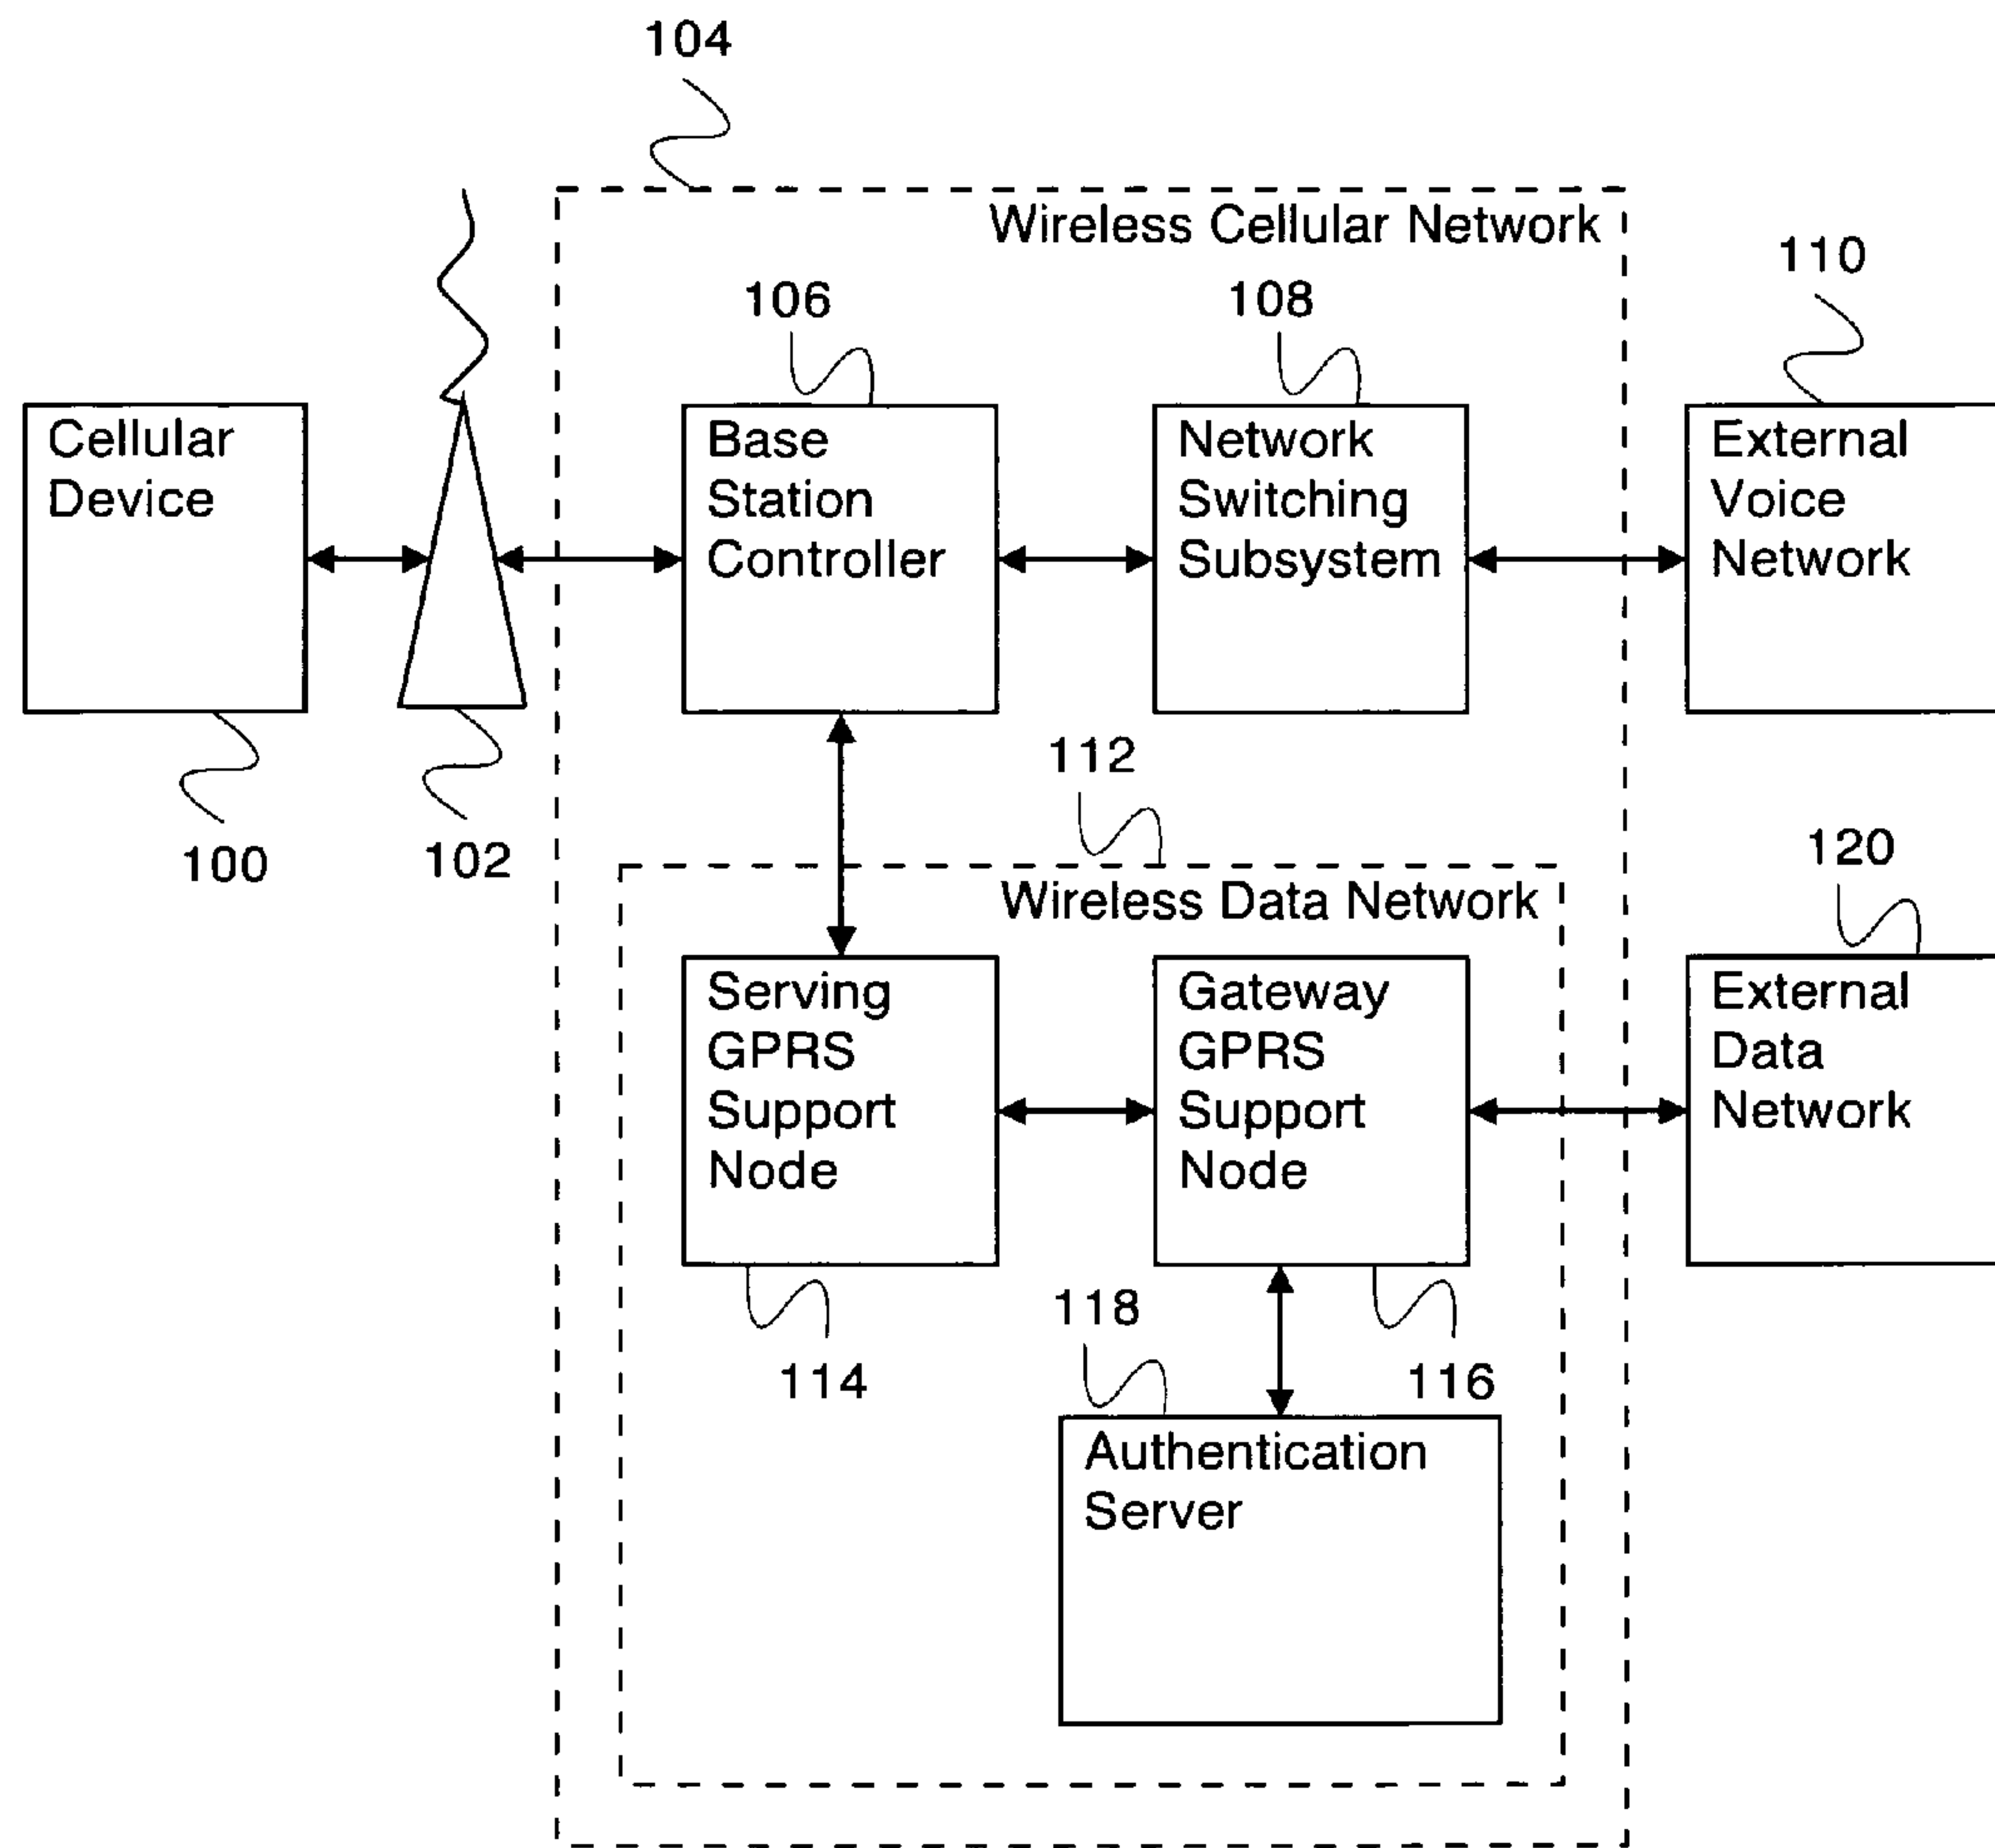 104
Wireless Cellular Network
110
106
108
Cellular
Device
Base
Station
Controller
Network
Switching
Subsystem
External
Voice
Network
100
102
112
120
Wireless Data Network
Serving
GPRS
Support
Node
Gateway
GPRS
Support
Node
External
Data
Network
114
118
116
Authentication
Server